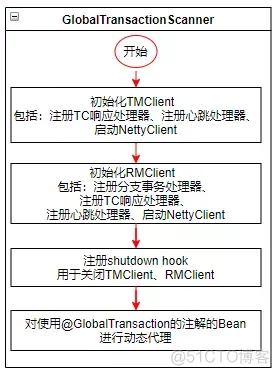 GlobalTransaction Scanner
开始
初始化TMClient
包括：注册TC响应处理器、注册心跳处理器、
启动NettyClient
初始化RMClient
包括：注册分支事务处理器、
注册TC响应处理器、
注册心跳处理器、启动NettyClient
注册shutdown hook
用于关闭TMClient、RMClient
对使用@GlobalTransaction的注解的Bean
进行动态代理
@51CTO博客